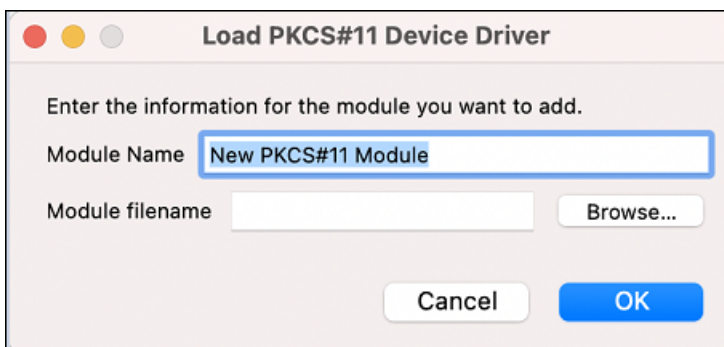 Load PKCS#11 Device Driver
Enter the information for the module you want to add.
Module Name New PKCS#11 Module
Module filename Browse...
Cancel OK